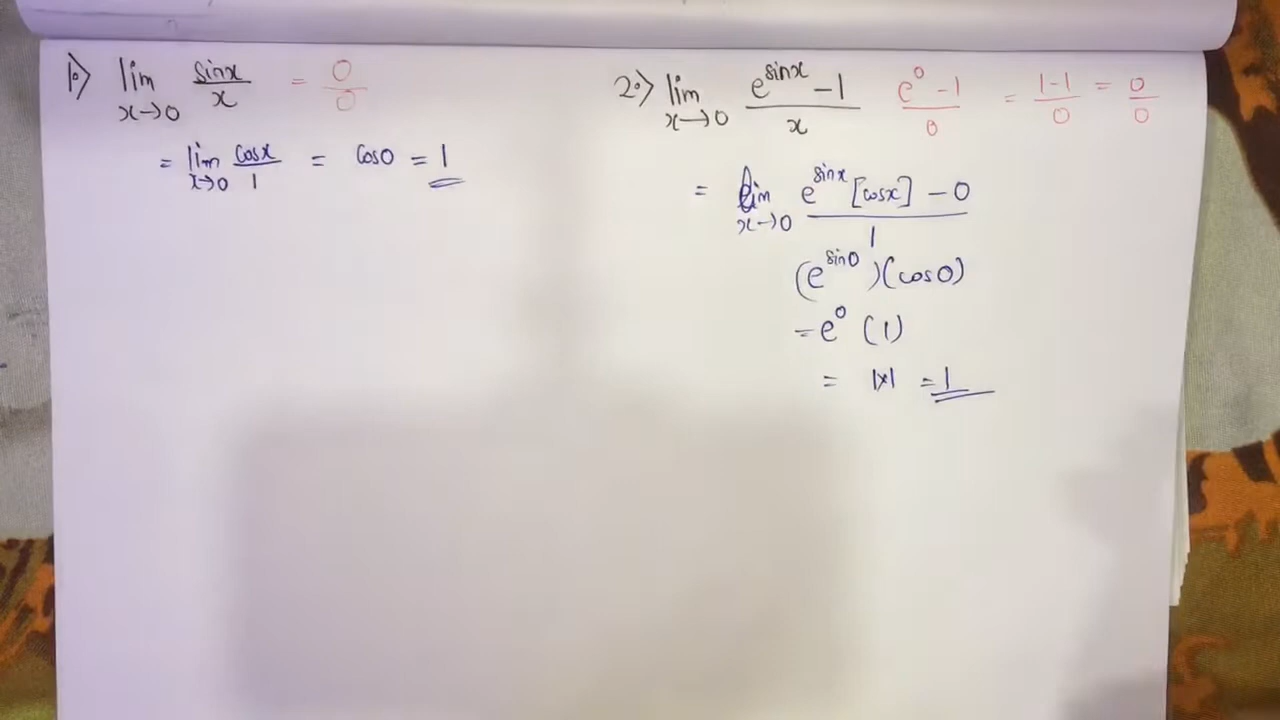 1.> lim x→0 sinx/x = 0/0
= lim x→0 cosx/1 = cos0 = 1
2.> lim x→0 e^sinx -1/x e^0 -1/0 = 1-1/0 = 0/0
= lim x→0 e^sinx [cosx] - 0/1
(e^sin0)(cos0)
= e^0 (1)
= 1×1 = 1